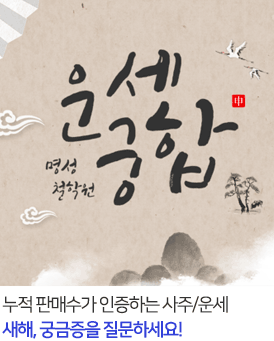 운세
궁합
명성
철학원
누적 판매수가 인증하는 사주/운세
새해, 궁금증을 질문하세요!